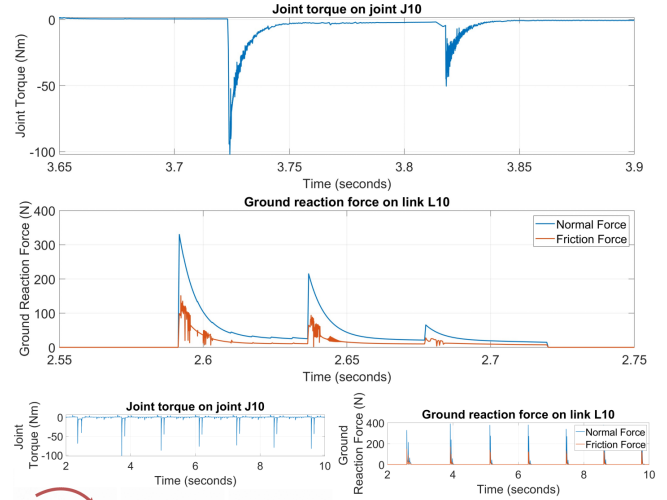 Joint torque on joint J10
Joint Torque (Nm)
0
-50
-100
3.65 3.7 3.75 3.8 3.85 3.9
Time (seconds)
Ground reaction force on link L10
Ground Reaction Force (N)
400
300
200
100
0
Normal Force
Friction Force
2.55 2.6 2.65 2.7 2.75
Time (seconds)
Joint torque on joint J10
Joint
Torque (Nm)
0
-50
-100
2 4 6 8 10
Time (seconds)
Ground reaction force on link L10
Ground
Reaction Force (N)
400
200
0
Normal Force
Friction Force
2 4 6 8 10
Time (seconds)